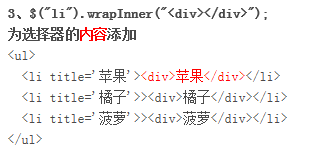 3、$("li").wrapInner("<div></div>");
为选择器的内容添加
<ul>
<li title='苹果'><div>苹果</div></li>
<li title='橘子'>><div>橘子</div></li>
<li title='菠萝'>><div>菠萝</div></li>
</ul>